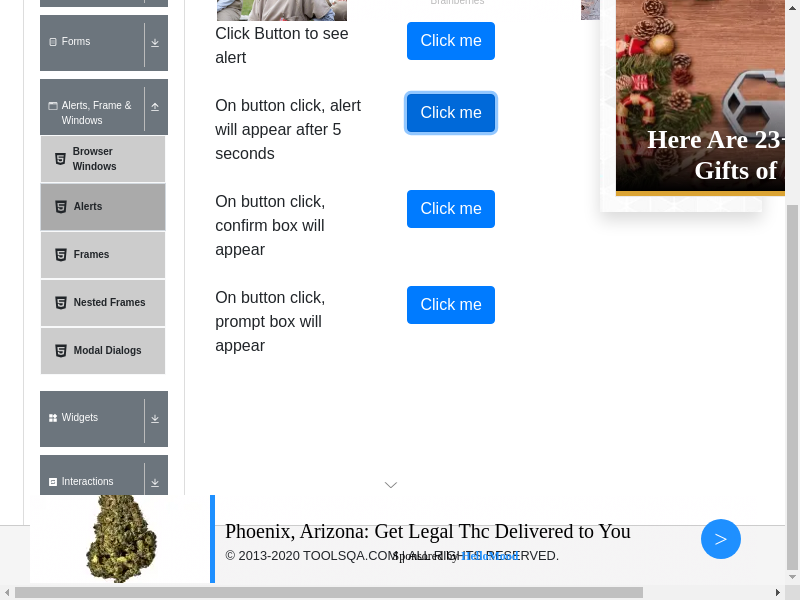 Brainberries
Forms
Alerts, Frame &
Windows
Browser
Windows
Alerts
Frames
Nested Frames
Modal Dialogs
Widgets
Interactions
Click Button to see
alert
Click me
On button click, alert
will appear after 5
seconds
Click me
On button click,
confirm box will
appear
Click me
On button click,
prompt box will
appear
Click me
Here Are 23
Gifts of
Phoenix, Arizona: Get Legal Thc Delivered to You
© 2013-2020 TOOLSQA.COM | ALL RIGHTS RESERVED.
Sponsored by
>